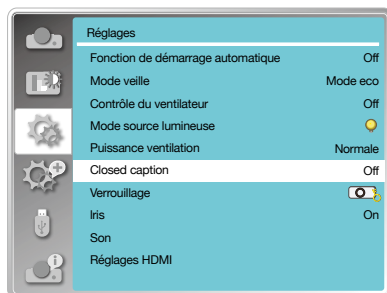 Réglages
Fonction de démarrage automatique Off
Mode veille Mode eco
Contrôle du ventilateur Off
Mode source lumineuse
Puissance ventilation Normale
Closed caption Off
Verrouillage
Iris On
Son
Réglages HDMI